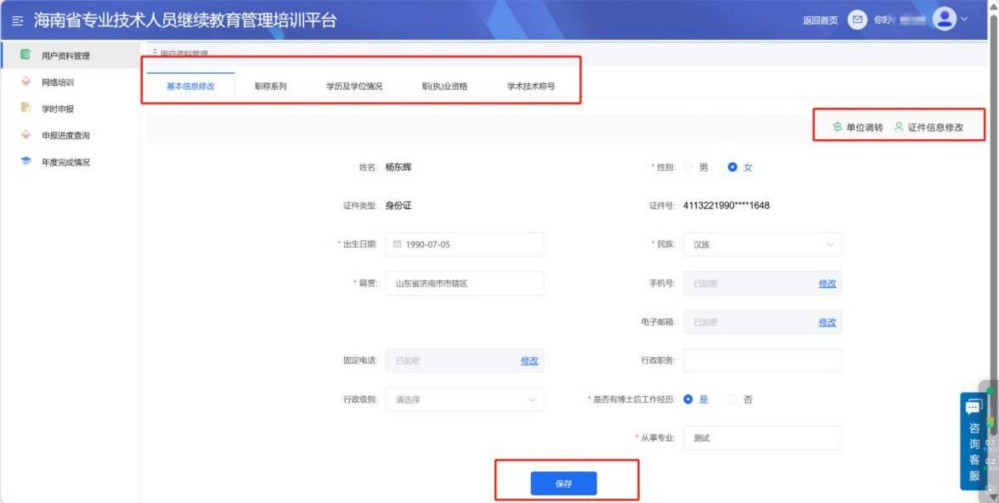 海南省专业技术人员继续教育管理培训平台
返回首页 你好
用户资料管理
网络培训
学时申报
申报进度查询
年度完成情况
用户资料管理
基本信息修改 职称系列 学历及学位情况 职(执)业资格 学术技术称号
单位调转 证件信息修改
姓名: 杨东辉 *性别: 男 女
证件类型: 身份证 证件号: 4113221990****1648
*出生日期: 1990-07-05 *民族: 汉族
*籍贯: 山东省济南市市辖区 手机号: 已加密 修改
电子邮箱: 已加密 修改
固定电话: 已加密 修改 行政职务:
行政级别: 请选择 *是否有博士后工作经历: 是 否
*从事专业: 测试
保存
咨询客服
0.1
0.2